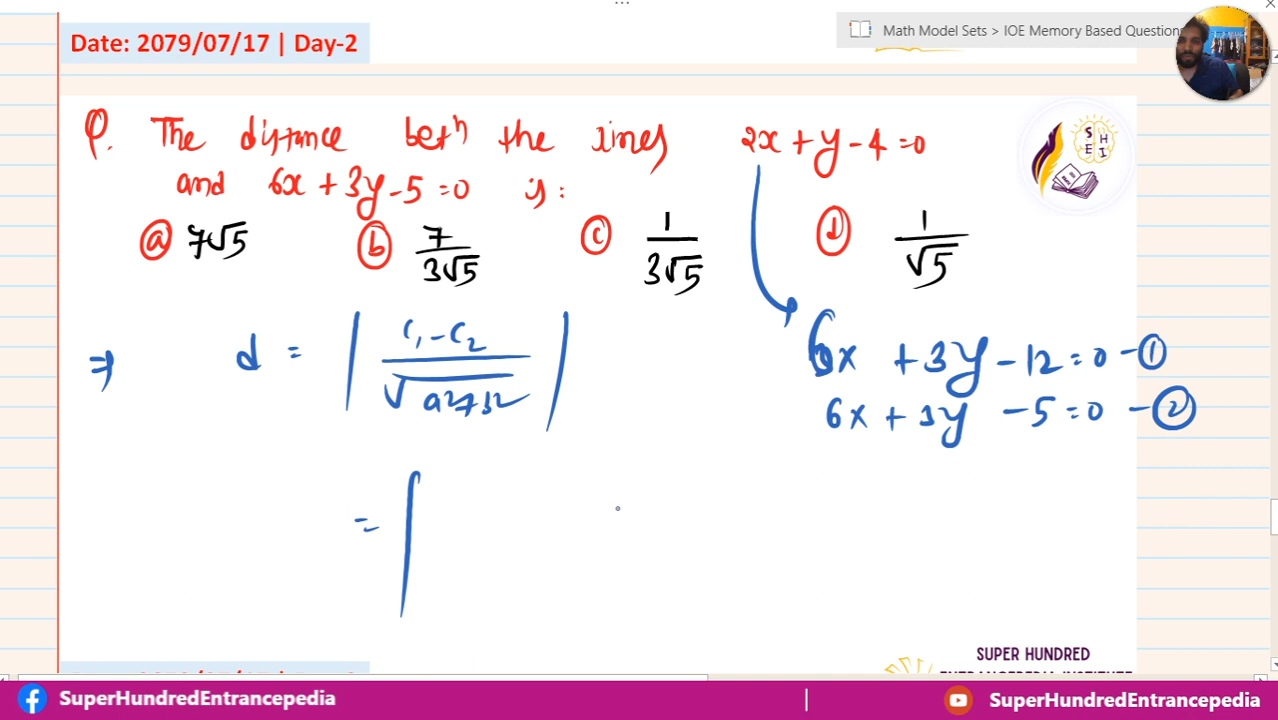 Date: 2079/07/17 | Day-2
Math Model Sets > IOE Memory Based Question
Q. The distance betⁿ the lines 2x + y - 4 = 0
and 6x + 3y - 5 = 0 is:
ⓐ 7√5 ⓑ 7/3√5 ⓒ 1/3√5 ⓓ 1/√5
S H
E I
⇒ d = | C₁ - C₂ / √a²+b² |
6x + 3y - 12 = 0 - ①
6x + 3y - 5 = 0 - ②
= |
SUPER HUNDRED
SuperHundredEntrancepedia
SuperHundredEntrancepedia